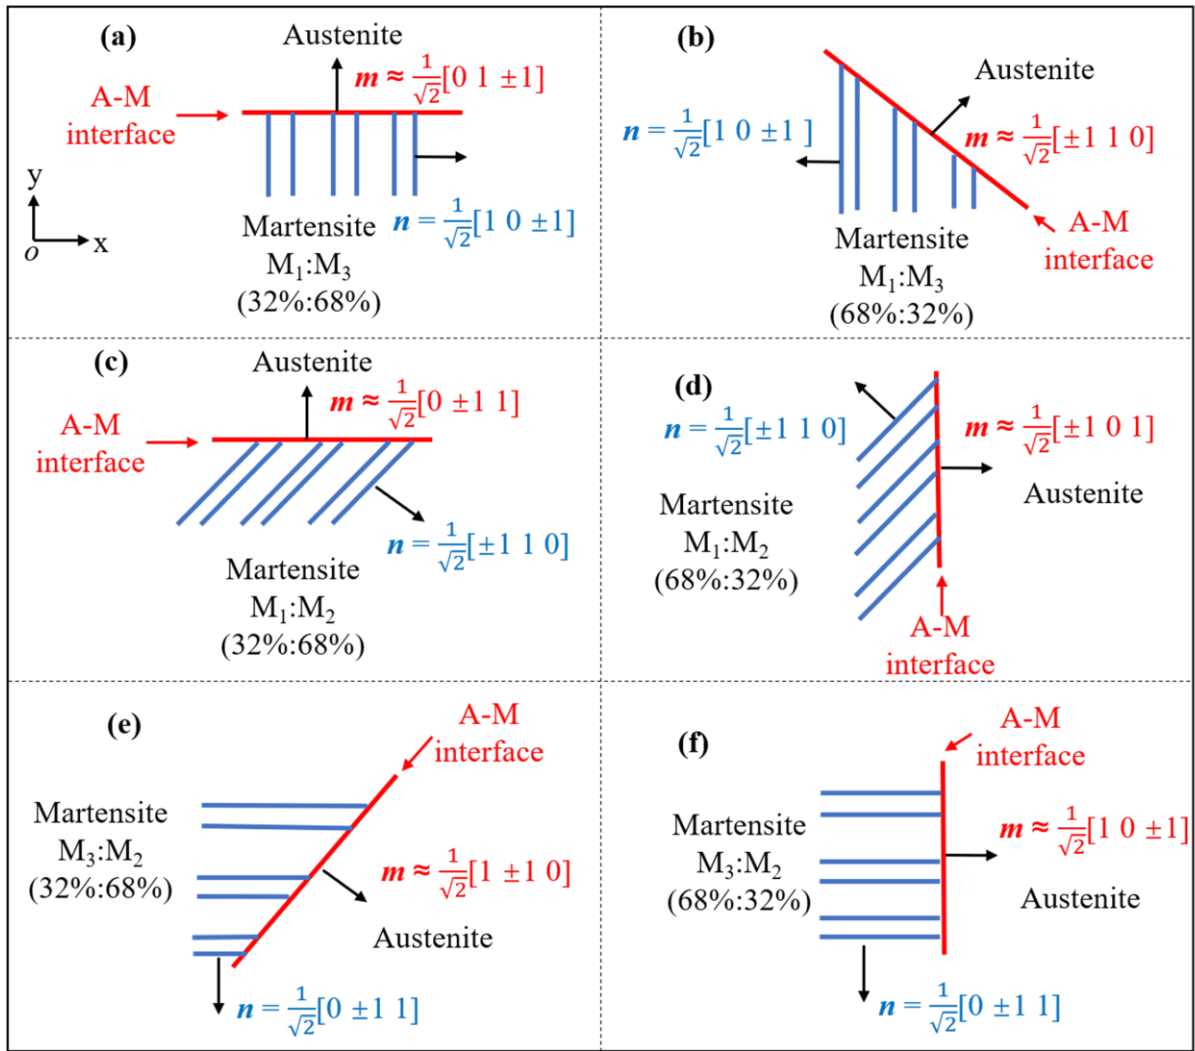 (a)
Austenite
m ≈ 1/√2[0 1 ±1]
A-M
interface
y
x
o
Martensite
n = 1/√2[1 0 ±1]
M₁:M₃
(32%:68%)
(b)
Austenite
n = 1/√2[1 0 ±1 ]
m ≈ 1/√2[±1 1 0]
A-M
interface
Martensite
M₁:M₃
(68%:32%)
(c)
Austenite
m ≈ 1/√2[0 ±1 1]
A-M
interface
n = 1/√2[±1 1 0]
Martensite
M₁:M₂
(32%:68%)
(d)
n = 1/√2[±1 1 0]
m ≈ 1/√2[±1 0 1]
Austenite
Martensite
M₁:M₂
(68%:32%)
A-M
interface
(e)
A-M
interface
Martensite
M₃:M₂
(32%:68%)
m ≈ 1/√2[1 ±1 0]
Austenite
n = 1/√2[0 ±1 1]
(f)
A-M
interface
Martensite
M₃:M₂
(68%:32%)
m ≈ 1/√2[1 0 ±1]
Austenite
n = 1/√2[0 ±1 1]